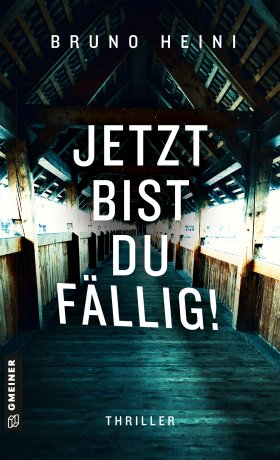 BRUNO HEINI
JETZT
BIST
DU
FÄLLIG!
THRILLER
GMEINER